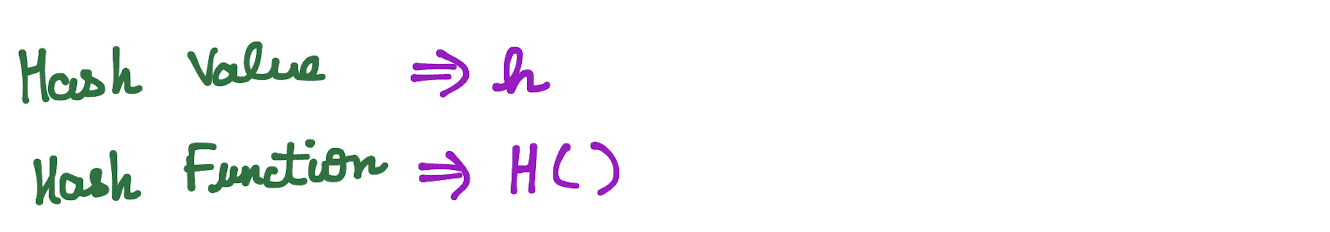 Hash Value ⇒ h
Hash Function ⇒ H()